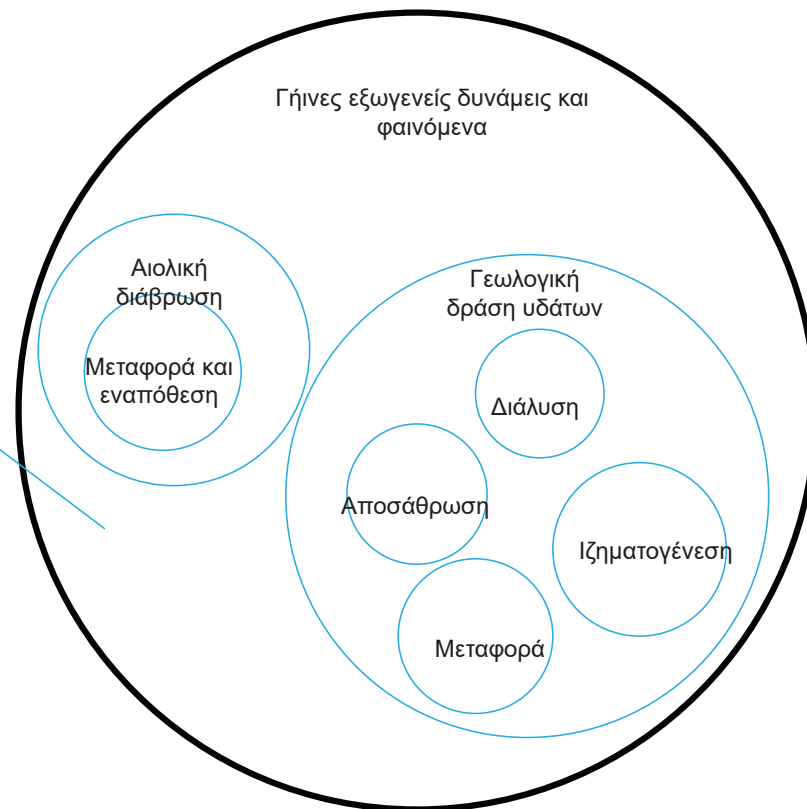 Γήινες εξωγενείς δυνάμεις και
φαινόμενα
Αιολική
διάβρωση
Μεταφορά και
εναπόθεση
Γεωλογική
δράση υδάτων
Διάλυση
Αποσάθρωση
Ιζηματογένεση
Μεταφορά